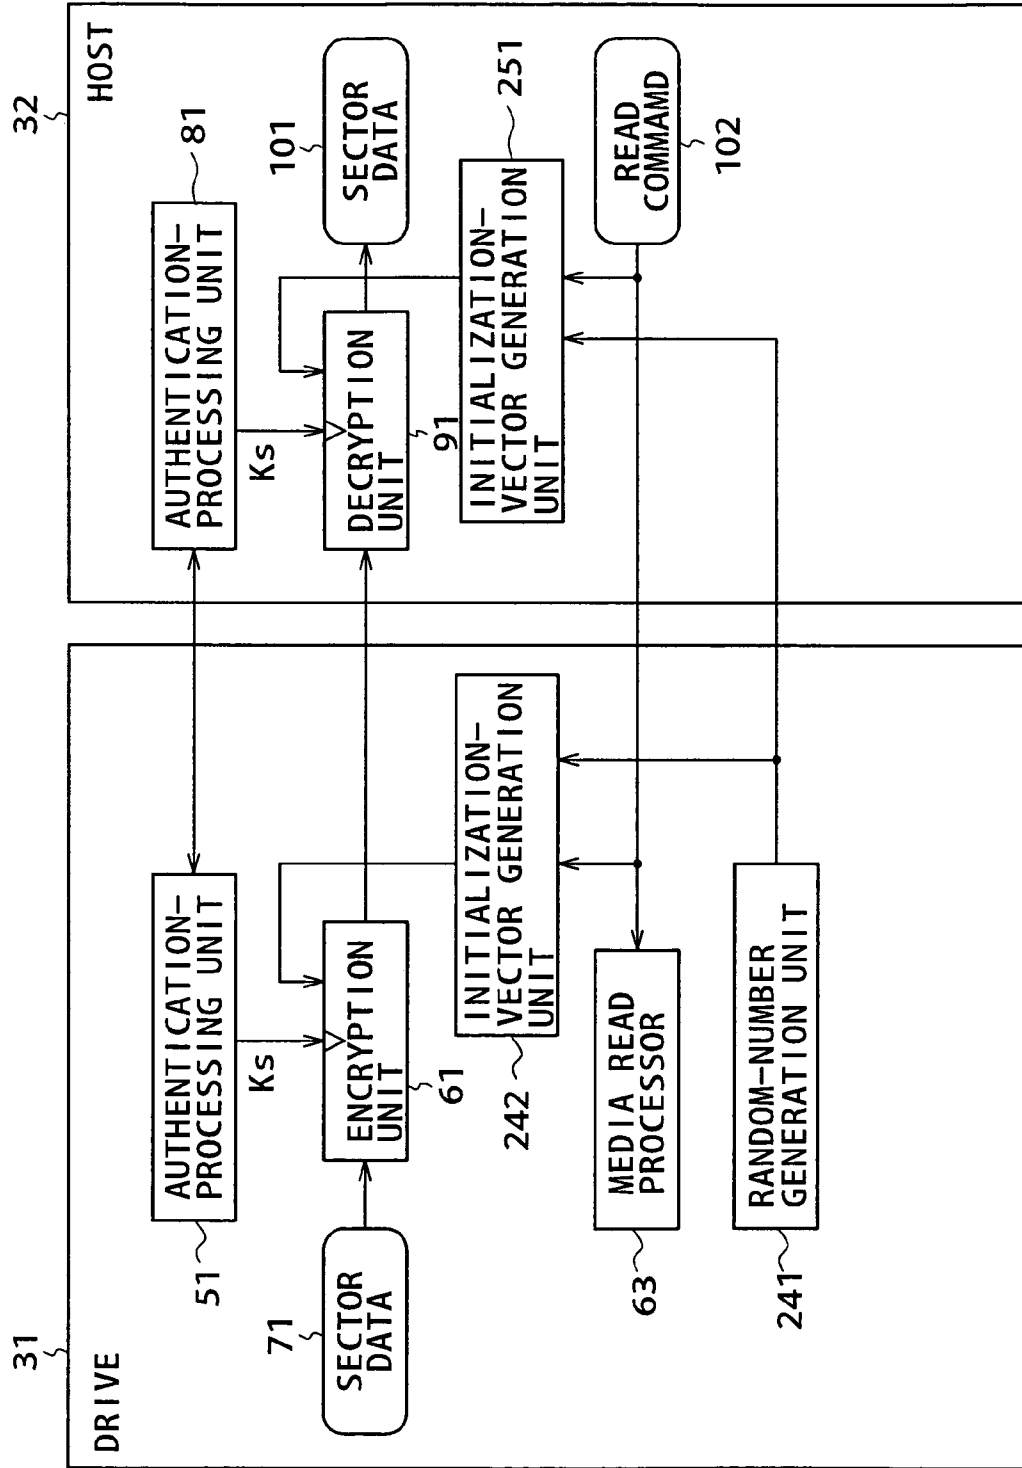 31
DRIVE
51
AUTHENTICATION-
PROCESSING UNIT
Ks
71
SECTOR
DATA
ENCRYPTION
UNIT
61
INITIALIZATION-
VECTOR GENERATION
UNIT
242
MEDIA READ
PROCESSOR
63
RANDOM-NUMBER
GENERATION UNIT
241
32
HOST
AUTHENTICATION-
PROCESSING UNIT
81
Ks
DECRYPTION
UNIT
91
101
SECTOR
DATA
INITIALIZATION-
VECTOR GENERATION
UNIT
251
READ
COMMAMD
102